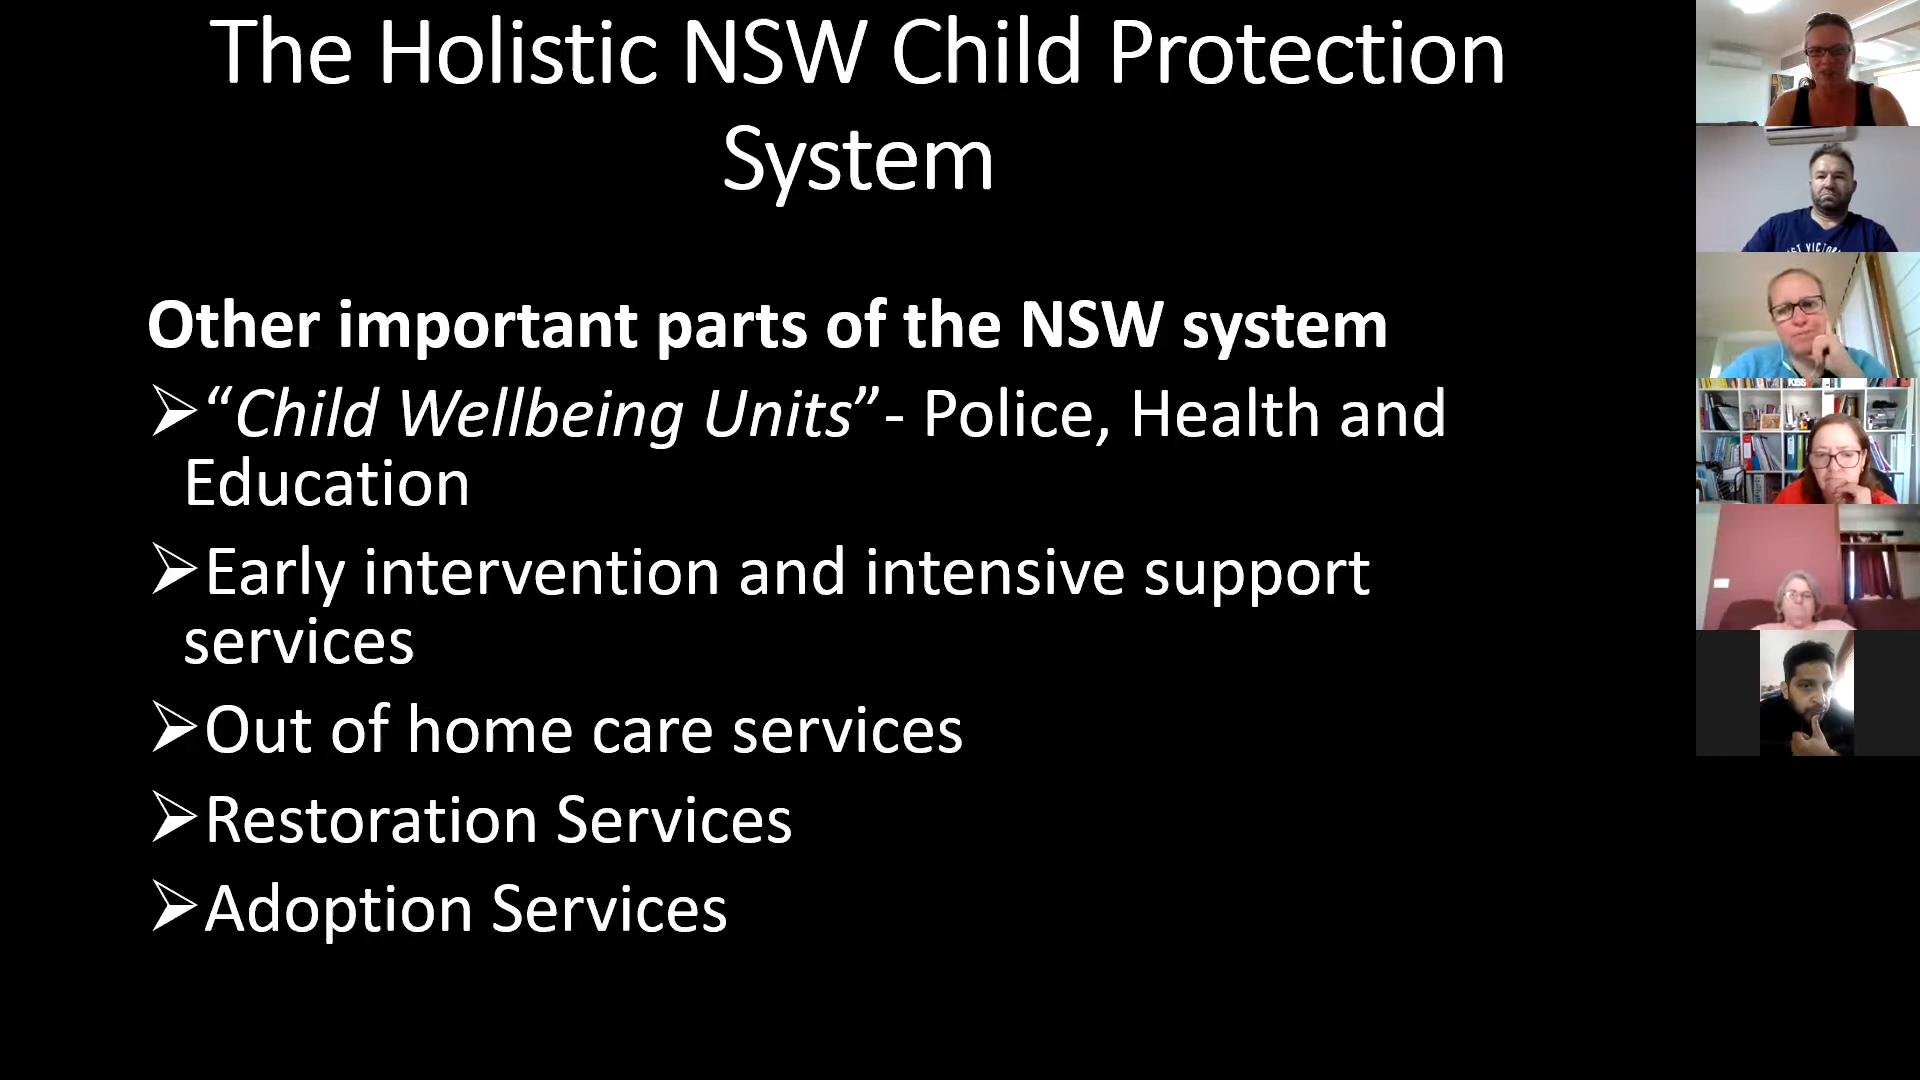 The Holistic NSW Child Protection
System
Other important parts of the NSW system
➢“Child Wellbeing Units”- Police, Health and
Education
➢Early intervention and intensive support
services
➢Out of home care services
➢Restoration Services
➢Adoption Services